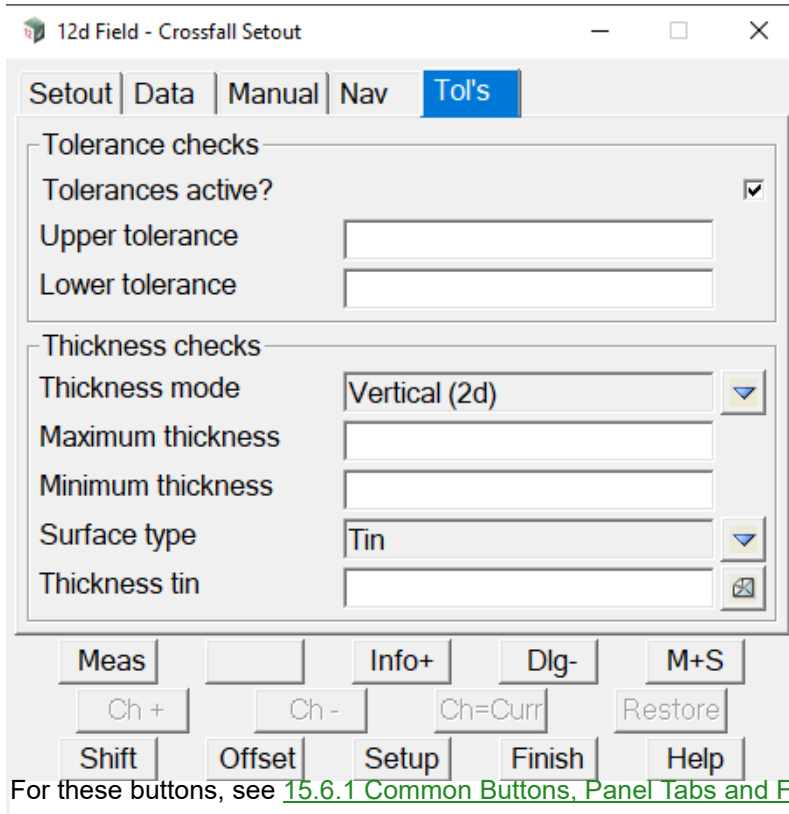 12d Field - Crossfall Setout
Setout Data Manual Nav Tol's
Tolerance checks
Tolerances active?
Upper tolerance
Lower tolerance
Thickness checks
Thickness mode Vertical (2d)
Maximum thickness
Minimum thickness
Surface type Tin
Thickness tin
Meas Info+ Dlg- M+S
Ch + Ch - Ch=Curr Restore
Shift Offset Setup Finish Help
For these buttons, see 15.6.1 Common Buttons, Panel Tabs and F